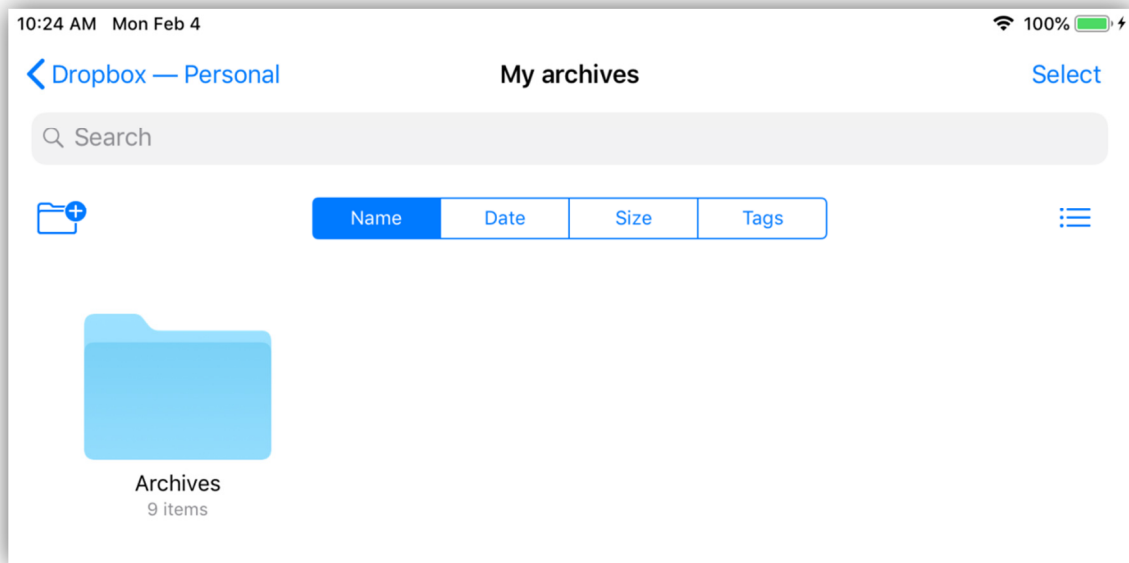 10:24 AM Mon Feb 4 100%
Dropbox — Personal My archives Select
Search
Name Date Size Tags
Archives
9 items